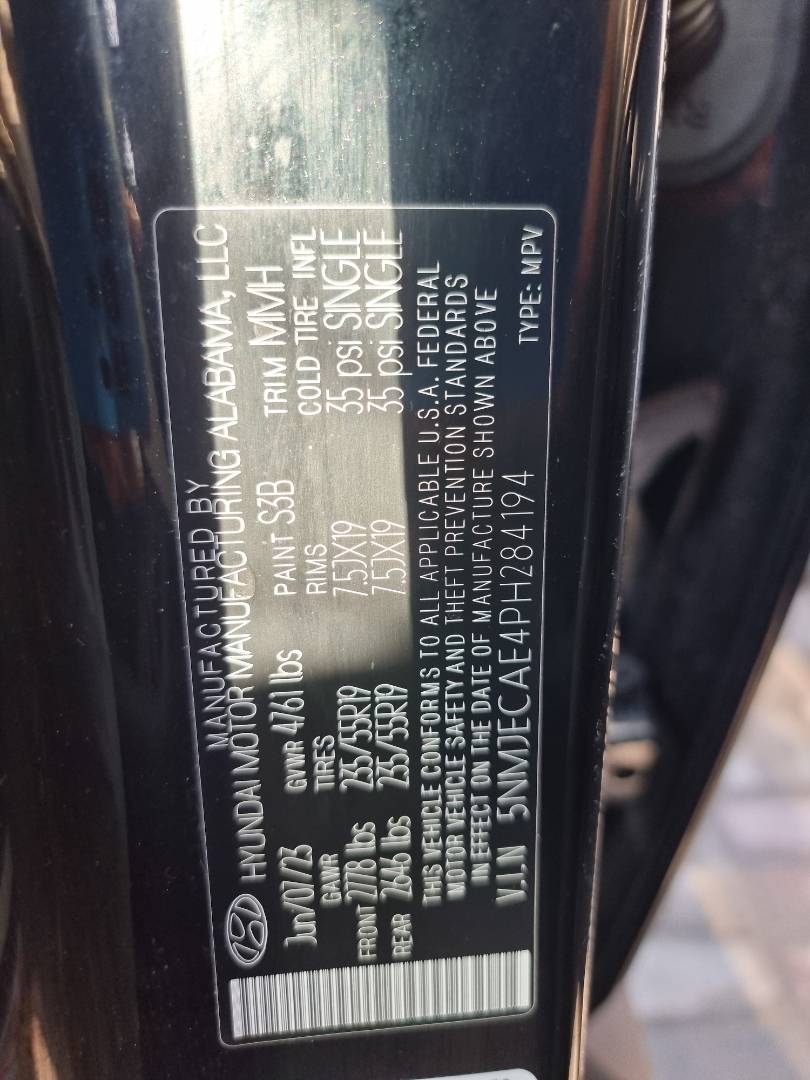 MANUFACTURED BY
HYUNDAI MOTOR MANUFACTURING ALABAMA, LLC
Jun/07/23 GVWR 4761 lbs PAINT S3B TRIM MMH
GAWR TIRES RIMS COLD TIRE INFL
FRONT 2778 lbs 235/55R19 7.5JX19 35 psi SINGLE
REAR 2646 lbs 235/55R19 7.5JX19 35 psi SINGLE
THIS VEHICLE CONFORMS TO ALL APPLICABLE U.S.A. FEDERAL
MOTOR VEHICLE SAFETY AND THEFT PREVENTION STANDARDS
IN EFFECT ON THE DATE OF MANUFACTURE SHOWN ABOVE
V.I.N 5NMJECAE4PH284194 TYPE: MPV